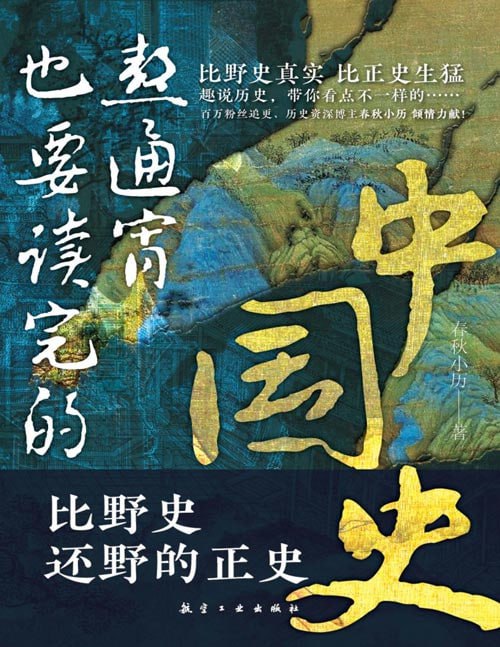 熬通宵
也要读完的
中国史
比野史真实 比正史生猛
趣说历史，带你看点不一样的……
百万粉丝追更、历史资深博主春秋小历 倾情力献！
春秋小历——著
比野史
还野的正史
航空工业出版社